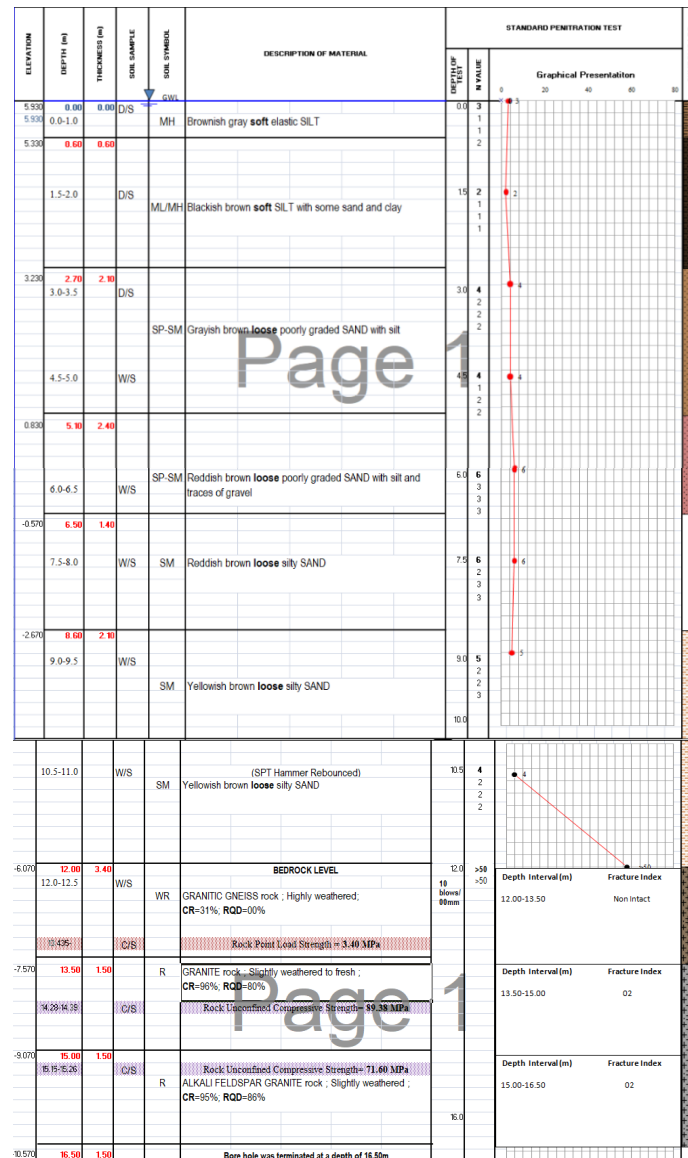 STANDARD PENITRATION TEST
ELEVATION
DEPTH (m)
THICKNESS (m)
SOIL SAMPLE
SOIL SYMBOL
DESCRIPTION OF MATERIAL
DEPTH OF TEST
N VALUE
Graphical Presentatiton
0 20 40 60 80
GWL
5.930 0.00 0.00 D/S 0.0 3 3
5.930 0.0-1.0 MH Brownish gray soft elastic SILT 1
1
5.330 0.60 0.60 2
1.5-2.0 D/S 1.5 2 2
ML/MH Blackish brown soft SILT with some sand and clay 1
1
1
3.230 2.70 2.10
3.0-3.5 D/S 3.0 4 4
2
2
SP-SM Grayish brown loose poorly graded SAND with silt 2
Page 1
4.5-5.0 W/S 4.5 4 4
1
2
2
0.830 5.10 2.40
SP-SM Reddish brown loose poorly graded SAND with silt and 6.0 6 6
6.0-6.5 W/S traces of gravel 3
3
3
-0.570 6.50 1.40
7.5-8.0 W/S SM Reddish brown loose silty SAND 7.5 6 6
2
3
3
-2.670 8.60 2.10
9.0-9.5 W/S 9.0 5 5
2
SM Yellowish brown loose silty SAND 2
3
10.0
10.5-11.0 W/S (SPT Hammer Rebounced) 10.5 4 4
SM Yellowish brown loose silty SAND 2
2
2
-6.070 12.00 3.40 BEDROCK LEVEL 12.0 >50 >50
12.0-12.5 W/S 10 >50 Depth Interval(m) Fracture Index
WR GRANITIC GNEISS rock ; Highly weathered; blows/ 12.00-13.50 Non Intact
CR=31%; RQD=00% 00mm
C/S Rock Point Load Strength = 3.40 MPa
-7.570 13.50 1.50 R GRANITE rock ; Slightly weathered to fresh ; Depth Interval(m) Fracture Index
CR=96%; RQD=80% 13.50-15.00 02
Page 1
14.28-14.39 C/S Rock Unconfined Compressive Strength= 89.38 MPa
-9.070 15.00 1.50
15.15-15.26 C/S Rock Unconfined Compressive Strength= 71.60 MPa Depth Interval(m) Fracture Index
R ALKALI FELDSPAR GRANITE rock ; Slightly weathered ; 15.00-16.50 02
CR=95%; RQD=86%
16.0
-10.570 16.50 1.50 Bore hole was terminated at a depth of 16.50m